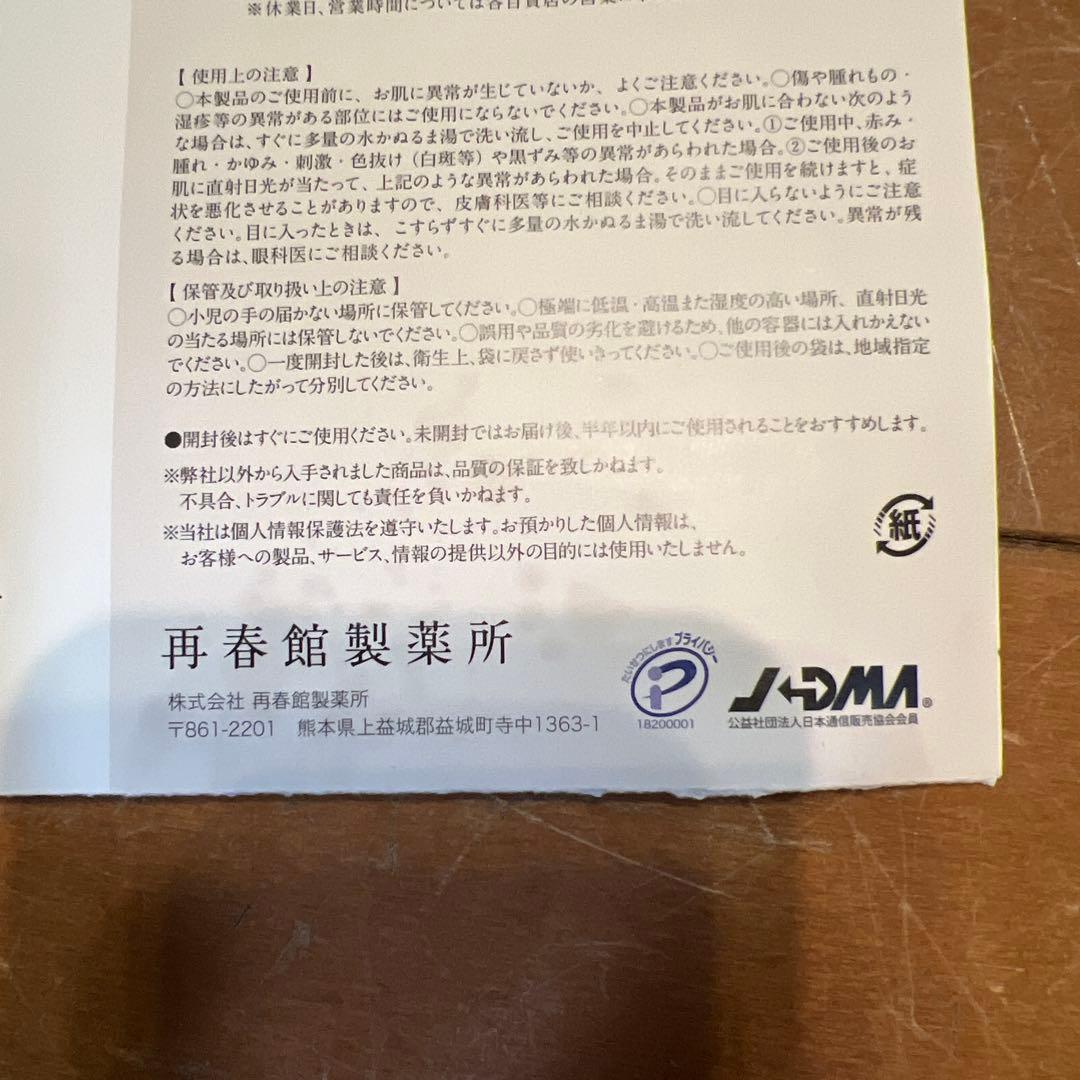 ※休業日、営業時間については各百貨店の営業に
【 使用上の注意 】
○本製品のご使用前に、お肌に異常が生じていないか、よくご注意ください。○傷や腫れもの・
湿疹等の異常がある部位にはご使用にならないでください。○本製品がお肌に合わない次のよう
な場合は、すぐに多量の水かぬるま湯で洗い流し、ご使用を中止してください。①ご使用中、赤み・
腫れ・かゆみ・刺激・色抜け（白斑等）や黒ずみ等の異常があらわれた場合。②ご使用後のお
肌に直射日光が当たって、上記のような異常があらわれた場合。そのままご使用を続けますと、症
状を悪化させることがありますので、皮膚科医等にご相談ください。○目に入らないようにご注意
ください。目に入ったときは、こすらずすぐに多量の水かぬるま湯で洗い流してください。異常が残
る場合は、眼科医にご相談ください。
【 保管及び取り扱い上の注意 】
○小児の手の届かない場所に保管してください。○極端に低温・高温また湿度の高い場所、直射日光
の当たる場所には保管しないでください。○誤用や品質の劣化を避けるため、他の容器には入れかえない
でください。○一度開封した後は、衛生上、袋に戻さず使いきってください。○ご使用後の袋は、地域指定
の方法にしたがって分別してください。
●開封後はすぐにご使用ください。未開封ではお届け後、半年以内にご使用されることをおすすめします。
※弊社以外から入手されました商品は、品質の保証を致しかねます。
不具合、トラブルに関しても責任を負いかねます。
※当社は個人情報保護法を遵守いたします。お預かりした個人情報は、
お客様への製品、サービス、情報の提供以外の目的には使用いたしません。
紙
再春館製薬所
株式会社 再春館製薬所
〒861-2201 熊本県上益城郡益城町寺中1363-1
たいせつにしますプライバシー
18200001
JADMA®
公益社団法人日本通信販売協会会員